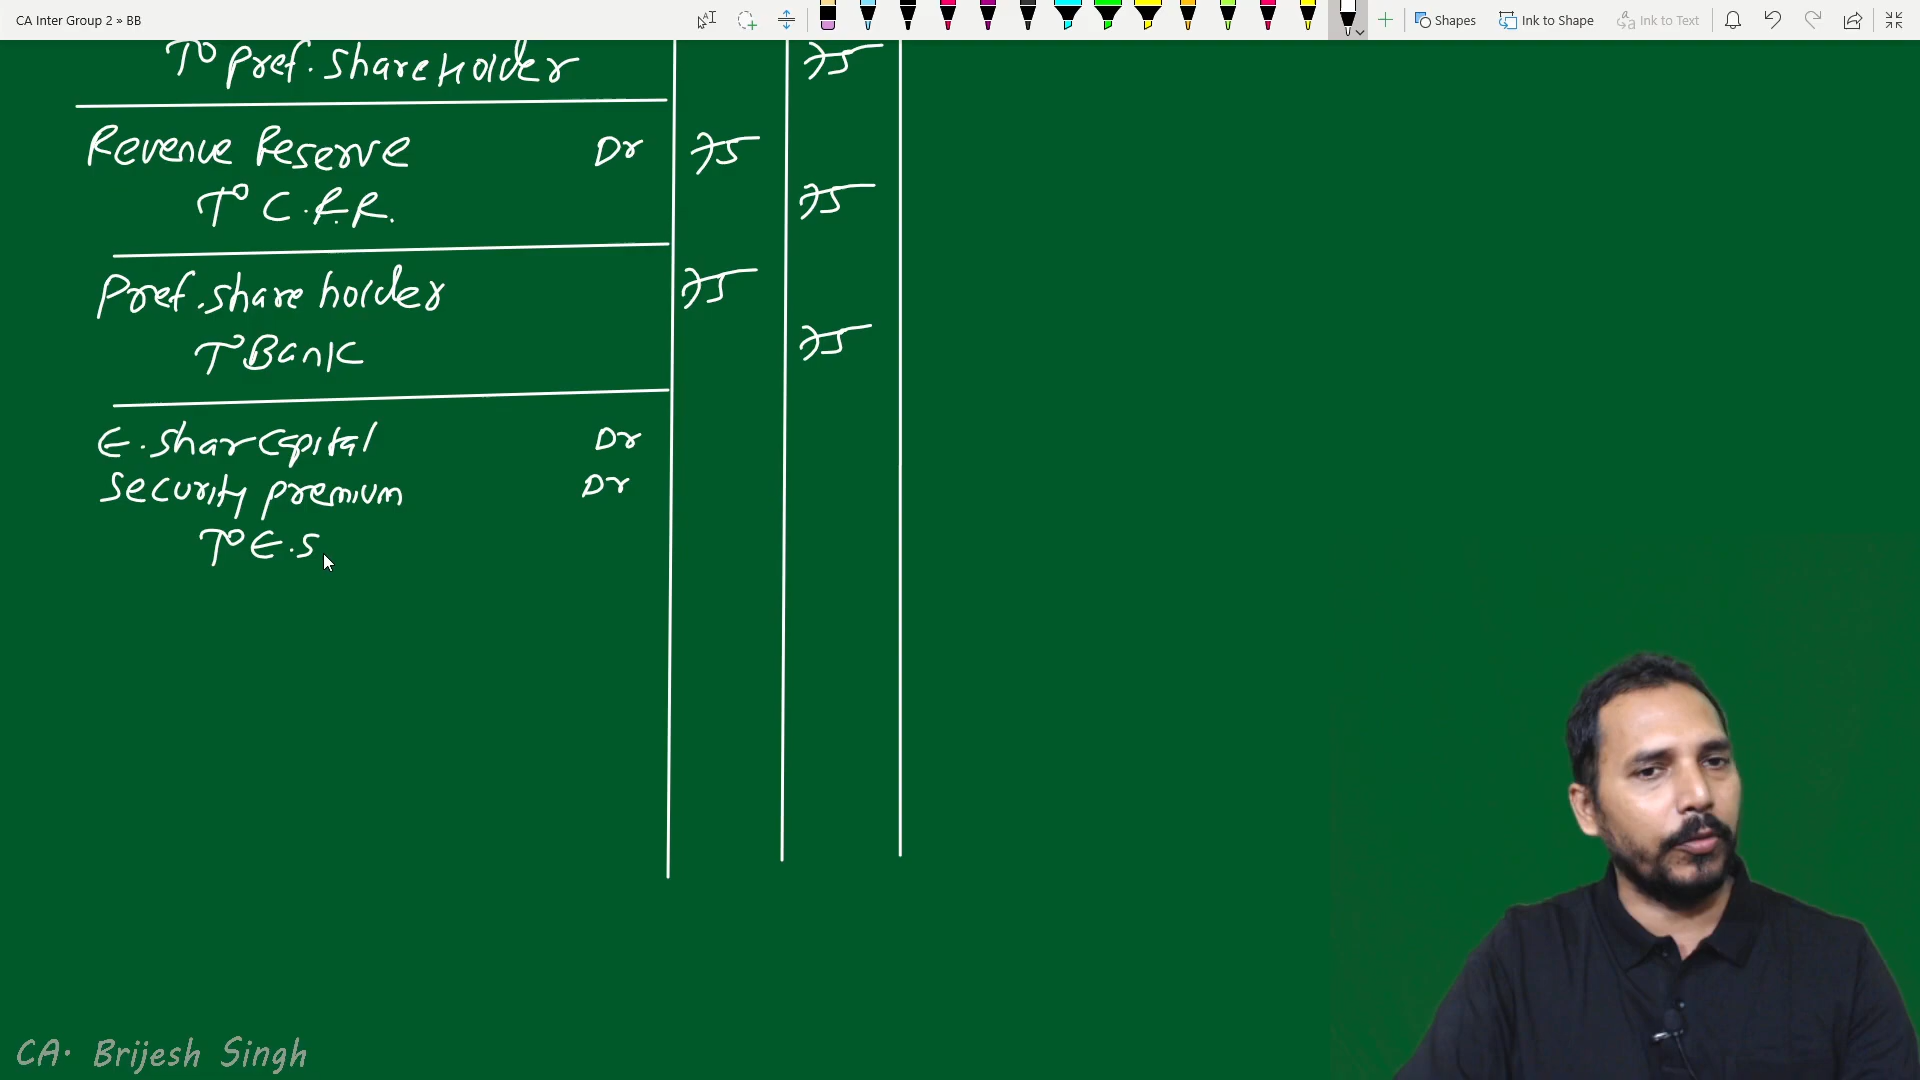 CA Inter Group 2 » BB
Shapes
Ink to Shape
Ink to Text
To Pref. Shareholder 75
Revenue Reserve Dr 75
To C.R.R. 75
Pref. share holder 75
To Bank 75
E. Shar Capital Dr
Security premium Dr
To E.S
CA. Brijesh Singh